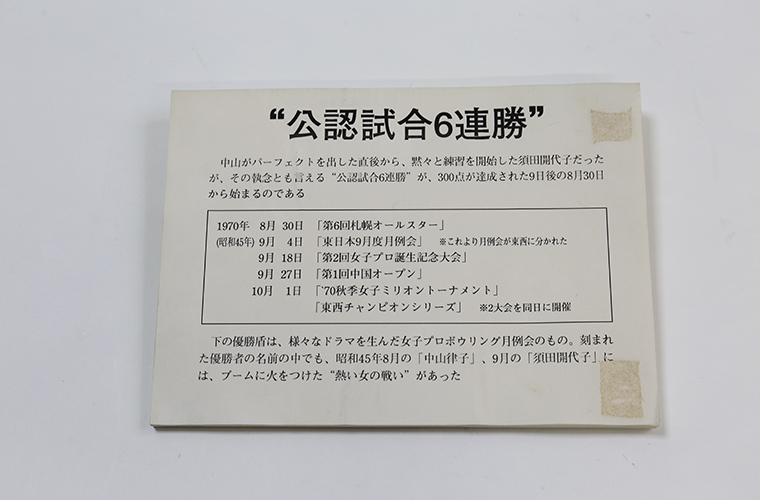 “公認試合6連勝”
中山がパーフェクトを出した直後から、黙々と練習を開始した須田開代子だった
が、その執念とも言える“公認試合6連勝”が、300点が達成された9日後の8月30日
から始まるのである
1970年 8月 30日 「第6回札幌オールスター」
(昭和45年) 9月 4日 「東日本9月度月例会」 ※これより月例会が東西に分かれた
9月 18日 「第2回女子プロ誕生記念大会」
9月 27日 「第1回中国オープン」
10月 1日 「'70秋季女子ミリオントーナメント」
「東西チャンピオンシリーズ」 ※2大会を同日に開催
下の優勝盾は、様々なドラマを生んだ女子プロボウリング月例会のもの。刻まれ
た優勝者の名前の中でも、昭和45年8月の「中山律子」、9月の「須田開代子」に
は、ブームに火をつけた“熱い女の戦い”があった